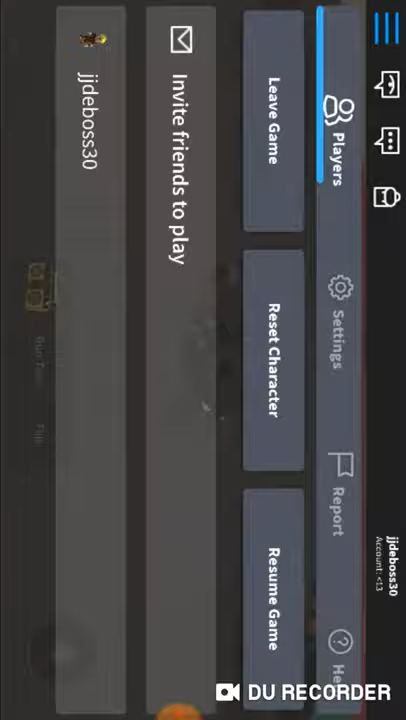 jjdeboss30
Account: <13
Players
Settings
Report
He
Leave Game
Reset Character
Resume Game
Invite friends to play
jjdeboss30
DU RECORDER